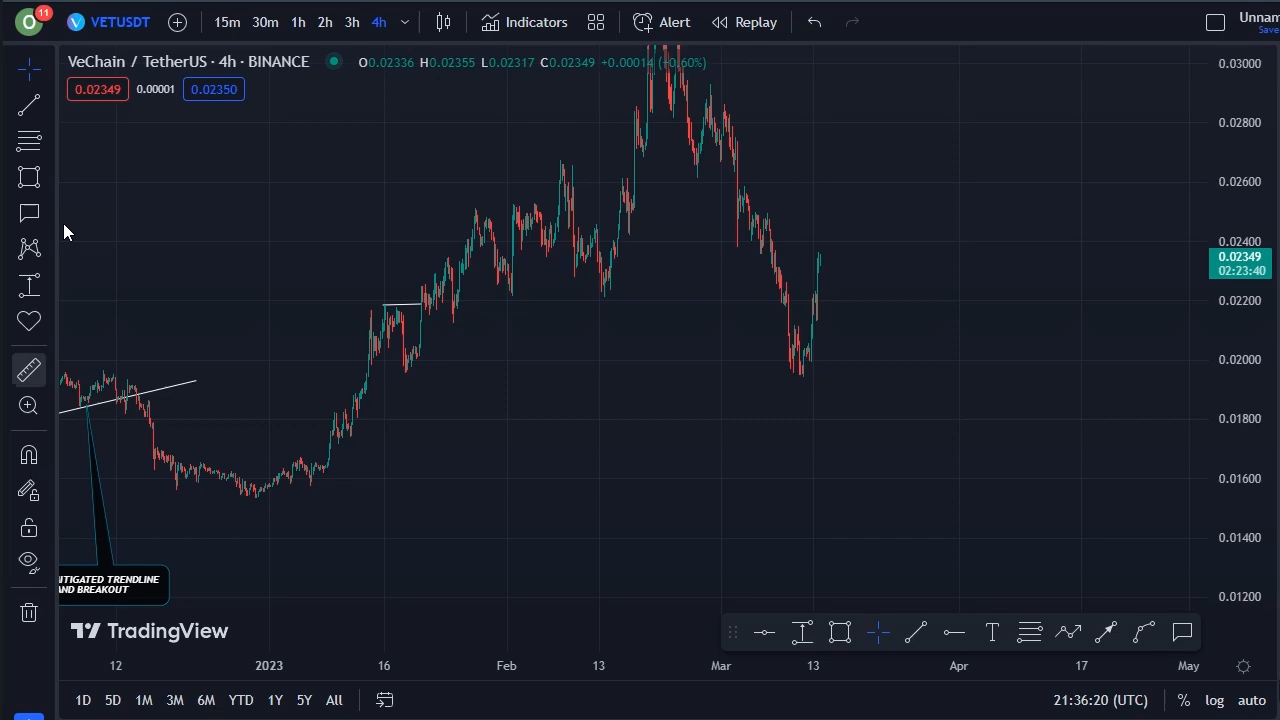 O
11
VETUSDT
15m 30m 1h 2h 3h 4h
Indicators
Alert
Replay
Unnam
Save
VeChain / TetherUS · 4h · BINANCE
O0.02336 H0.02355 L0.02317 C0.02349 +0.00014 (+0.60%)
0.02349 0.00001 0.02350
0.03000
0.02800
0.02600
0.02400
0.02349
02:23:40
0.02200
0.02000
0.01800
0.01600
0.01400
0.01200
ITIGATED TRENDLINE
AND BREAKOUT
TradingView
T
12 2023 16 Feb 13 Mar 13 Apr 17 May
1D 5D 1M 3M 6M YTD 1Y 5Y All
21:36:20 (UTC) % log auto